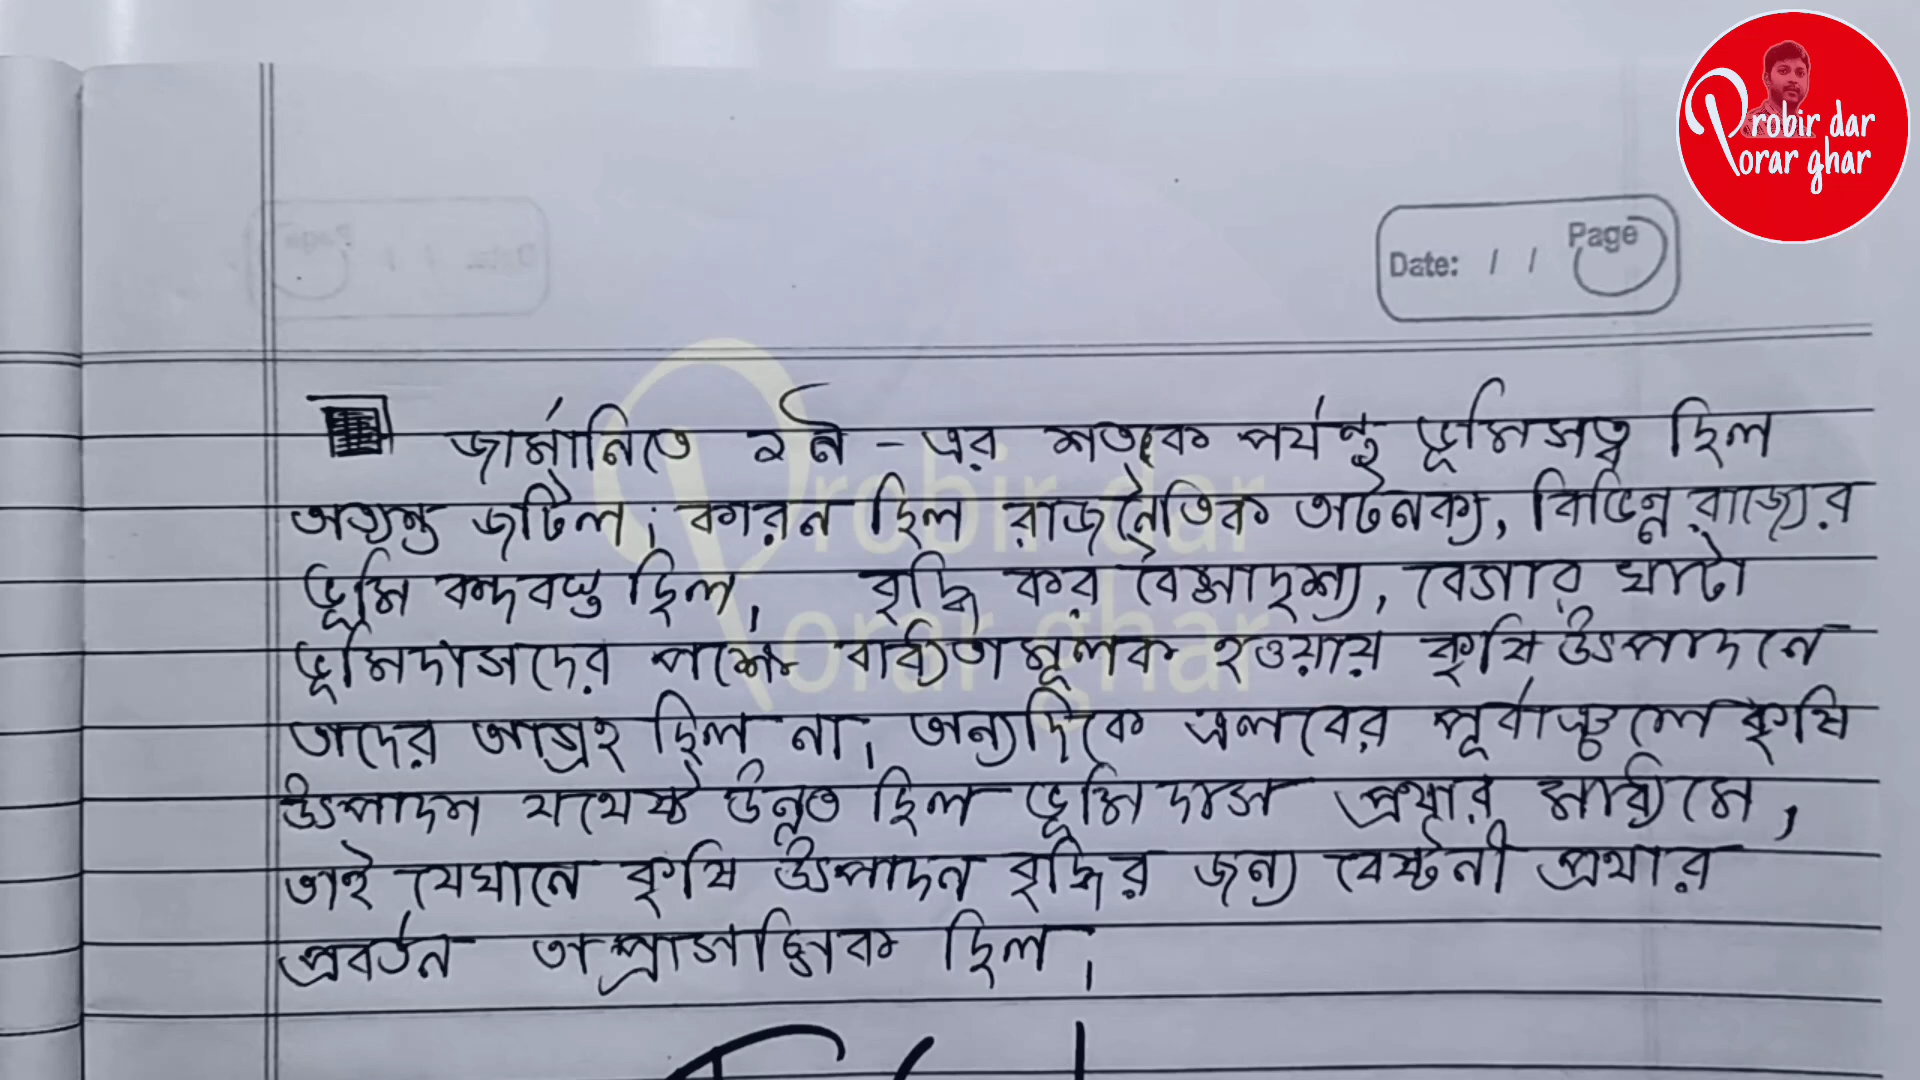 Probir dar
Porar ghar
Page
Date: / /
জার্মানিতে ২ন - এর শতকে পর্যন্তু ভূমিসত্ব ছিল
অত্যন্ত জটিল। কারন ছিল রাজনৈতিক অটনক্য, বিভিন্ন রাজ্যের
ভূমি বন্দবস্তু ছিল, বৃদ্ধি কর বৈসাদৃশ্য, বেগার খাটা
ভূমিদাসদের পক্ষে বাধ্যতামূলক হওয়ায় কৃষি উৎপাদনে
তাদের আগ্রহ ছিল না। অন্যদিকে এলবের পূর্বাঞ্চলে কৃষি
উৎপাদন যথেষ্ট উন্নত ছিল ভূমিদাস প্রথার মাধ্যমে,
তাই যেখানে কৃষি উৎপাদন বৃদ্ধির জন্য বেষ্টনী প্রথার
প্রবর্তন অপ্রাসঙ্গিক ছিল।